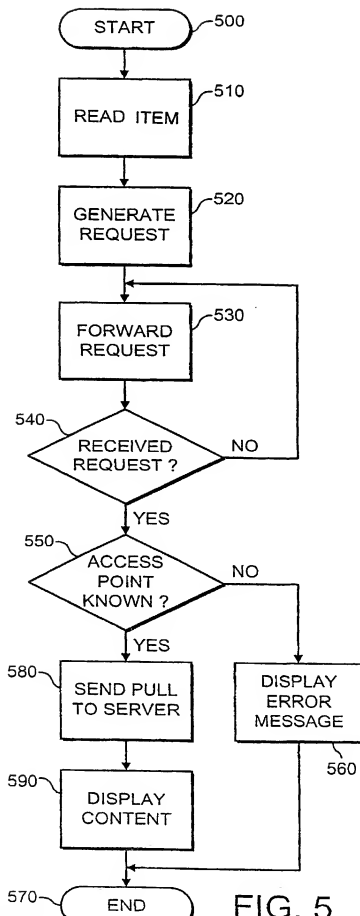 START
500
510
READ ITEM
520
GENERATE
REQUEST
530
FORWARD
REQUEST
540
RECEIVED
REQUEST ?
NO
YES
550
ACCESS
POINT
KNOWN ?
NO
YES
580
SEND PULL
TO SERVER
DISPLAY
ERROR
MESSAGE
560
590
DISPLAY
CONTENT
570
END
FIG. 5